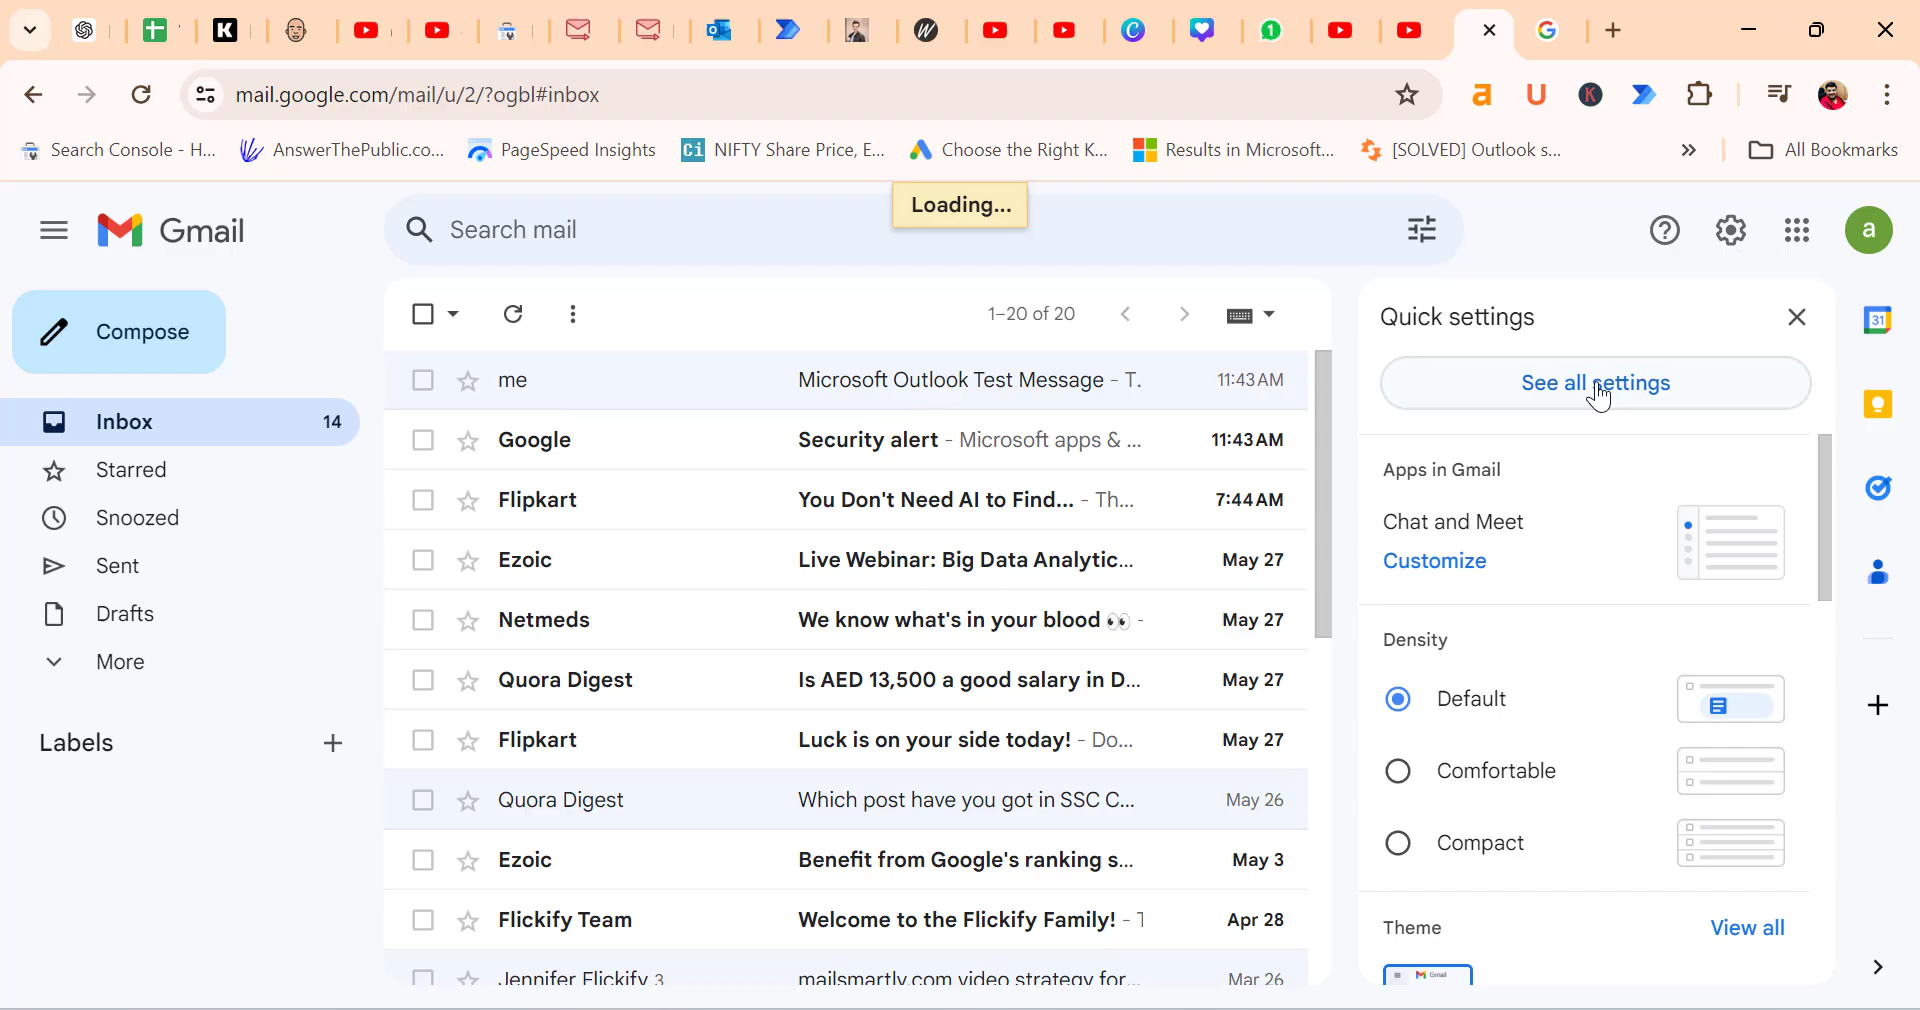 mail.google.com/mail/u/2/?ogbl#inbox
Search Console - H...
AnswerThePublic.co...
PageSpeed Insights
Ci NIFTY Share Price, E...
Choose the Right K...
Results in Microsoft...
[SOLVED] Outlook s...
»
All Bookmarks
Gmail
Search mail
Loading...
a
Compose
Inbox 14
Starred
Snoozed
Sent
Drafts
More
Labels
1–20 of 20
me Microsoft Outlook Test Message - T. 11:43 AM
Google Security alert - Microsoft apps & ... 11:43 AM
Flipkart You Don't Need AI to Find... - Th... 7:44 AM
Ezoic Live Webinar: Big Data Analytic... May 27
Netmeds We know what's in your blood 👀 - May 27
Quora Digest Is AED 13,500 a good salary in D... May 27
Flipkart Luck is on your side today! - Do... May 27
Quora Digest Which post have you got in SSC C... May 26
Ezoic Benefit from Google's ranking s... May 3
Flickify Team Welcome to the Flickify Family! - T Apr 28
Jennifer Flickify 3 mailsmartly.com video strategy for... Mar 26
Quick settings
See all settings
Apps in Gmail
Chat and Meet
Customize
Density
Default
Comfortable
Compact
Theme View all
Gmail
31